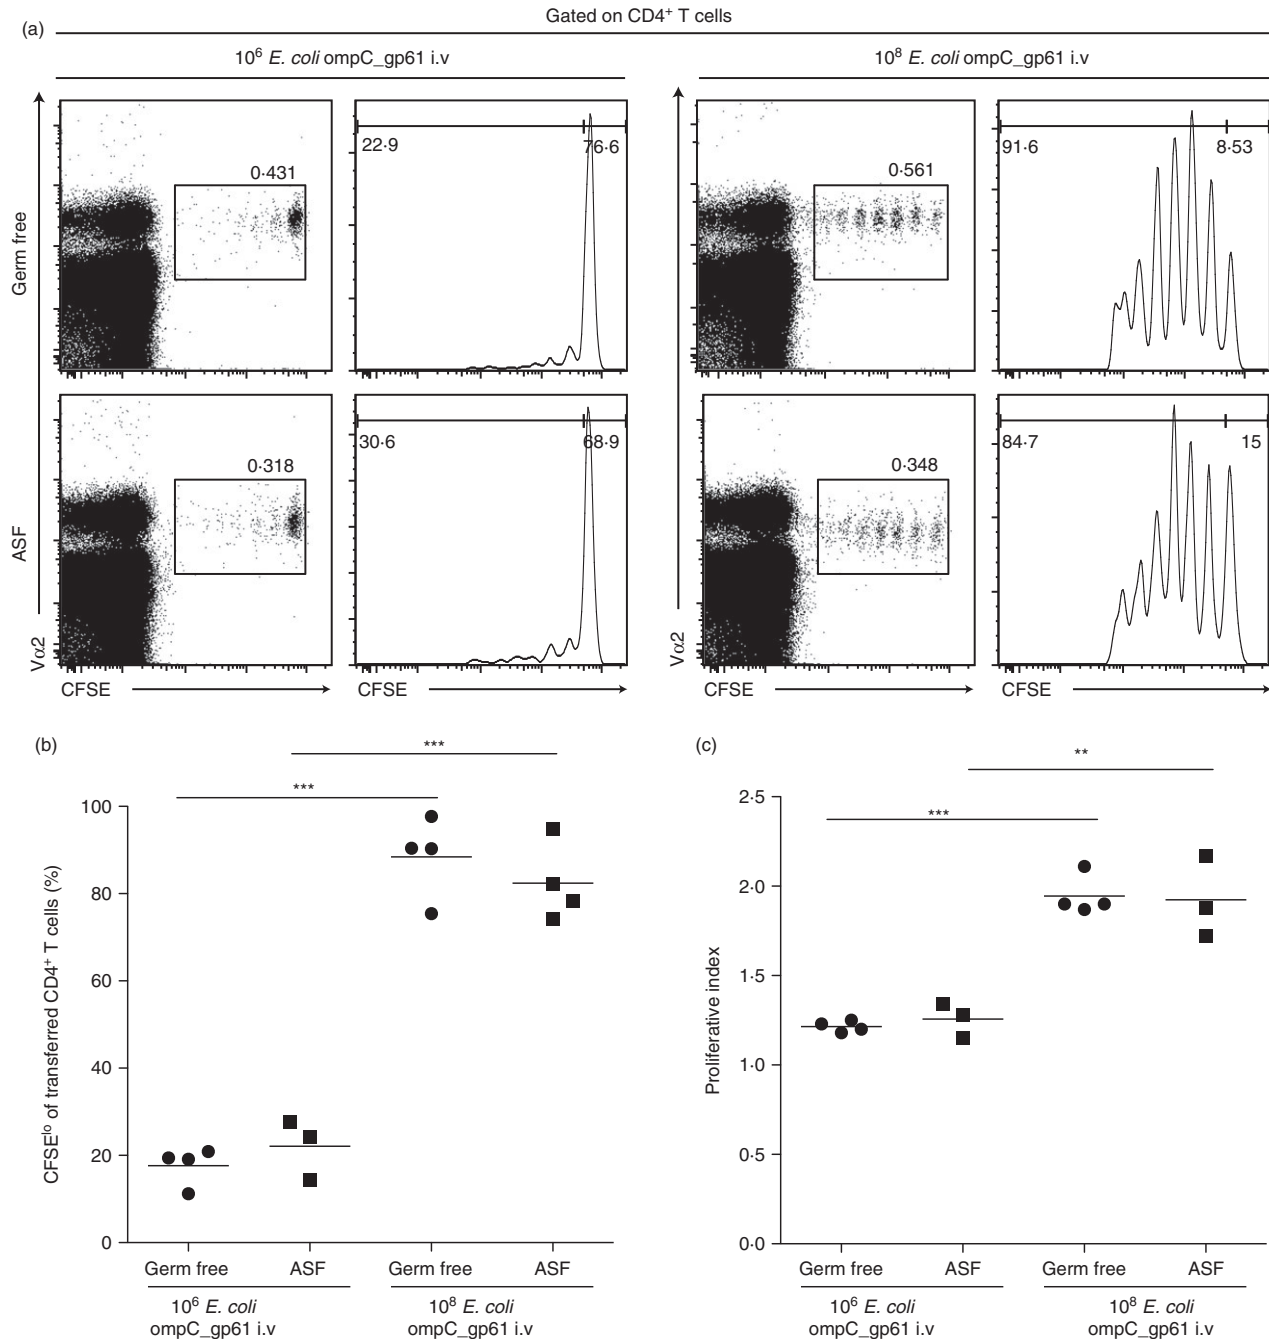 Gated on CD4⁺ T cells
(a)
10⁶ E. coli ompC_gp61 i.v
10⁸ E. coli ompC_gp61 i.v
Germ free
0·431
22·9
76·6
0·561
91·6
8·53
ASF
0·318
30·6
68·9
0·348
84·7
15
Vα2
Vα2
CFSE
CFSE
CFSE
CFSE
(b)
***
***
CFSEˡᵒ of transferred CD4⁺ T cells (%)
100
80
60
40
20
0
Germ free
ASF
Germ free
ASF
10⁶ E. coli
ompC_gp61 i.v
10⁸ E. coli
ompC_gp61 i.v
(c)
**
***
Proliferative index
2·5
2·0
1·5
1·0
0·5
0·0
Germ free
ASF
Germ free
ASF
10⁶ E. coli
ompC_gp61 i.v
10⁸ E. coli
ompC_gp61 i.v